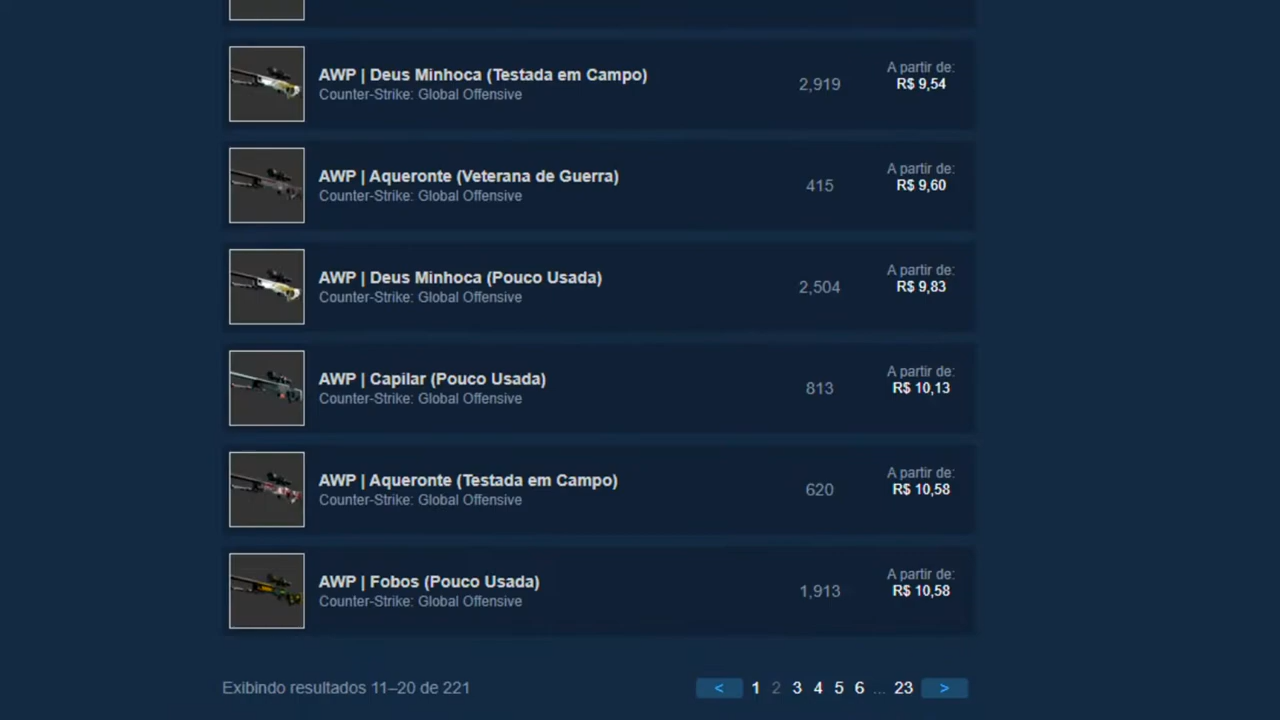 AWP | Deus Minhoca (Testada em Campo)
Counter-Strike: Global Offensive
2,919
A partir de:
R$ 9,54
AWP | Aqueronte (Veterana de Guerra)
Counter-Strike: Global Offensive
415
A partir de:
R$ 9,60
AWP | Deus Minhoca (Pouco Usada)
Counter-Strike: Global Offensive
2,504
A partir de:
R$ 9,83
AWP | Capilar (Pouco Usada)
Counter-Strike: Global Offensive
813
A partir de:
R$ 10,13
AWP | Aqueronte (Testada em Campo)
Counter-Strike: Global Offensive
620
A partir de:
R$ 10,58
AWP | Fobos (Pouco Usada)
Counter-Strike: Global Offensive
1,913
A partir de:
R$ 10,58
Exibindo resultados 11–20 de 221
< 1 2 3 4 5 6 ... 23 >